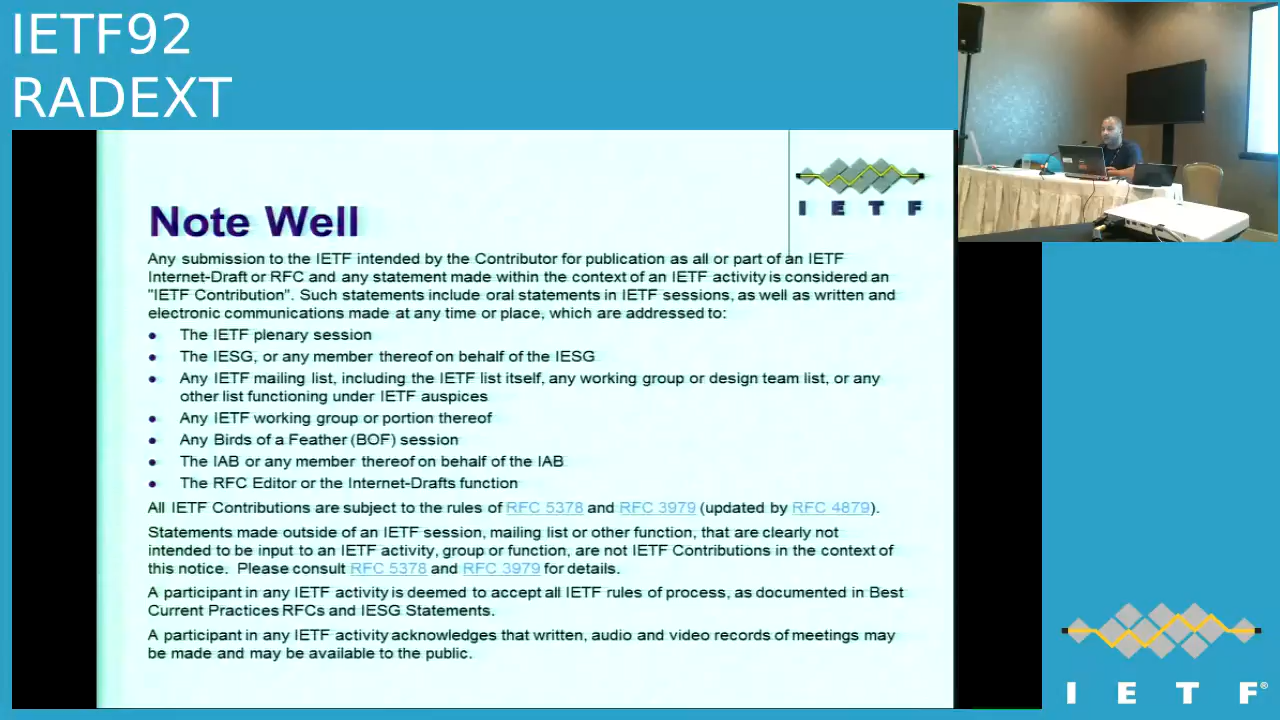 IETF92
RADEXT
I E T F
Note Well
Any submission to the IETF intended by the Contributor for publication as all or part of an IETF
Internet-Draft or RFC and any statement made within the context of an IETF activity is considered an
"IETF Contribution". Such statements include oral statements in IETF sessions, as well as written and
electronic communications made at any time or place, which are addressed to:
• The IETF plenary session
• The IESG, or any member thereof on behalf of the IESG
• Any IETF mailing list, including the IETF list itself, any working group or design team list, or any
other list functioning under IETF auspices
• Any IETF working group or portion thereof
• Any Birds of a Feather (BOF) session
• The IAB or any member thereof on behalf of the IAB
• The RFC Editor or the Internet-Drafts function
All IETF Contributions are subject to the rules of RFC 5378 and RFC 3979 (updated by RFC 4879).
Statements made outside of an IETF session, mailing list or other function, that are clearly not
intended to be input to an IETF activity, group or function, are not IETF Contributions in the context of
this notice. Please consult RFC 5378 and RFC 3979 for details.
A participant in any IETF activity is deemed to accept all IETF rules of process, as documented in Best
Current Practices RFCs and IESG Statements.
A participant in any IETF activity acknowledges that written, audio and video records of meetings may
be made and may be available to the public.
I E T F®